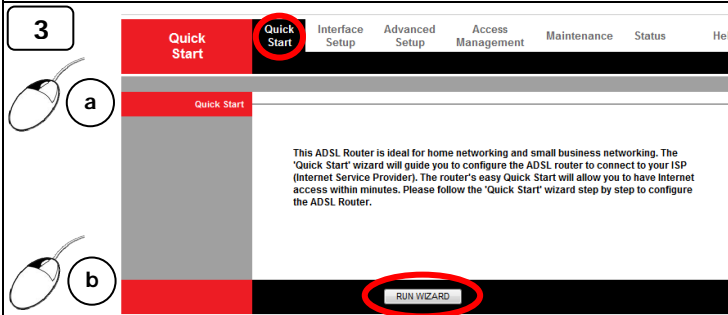 3
Quick Start
Quick Start
Interface Setup
Advanced Setup
Access Management
Maintenance
Status
Hel
a
Quick Start
This ADSL Router is ideal for home networking and small business networking. The
'Quick Start' wizard will guide you to configure the ADSL router to connect to your ISP
(Internet Service Provider). The router's easy Quick Start will allow you to have Internet
access within minutes. Please follow the 'Quick Start' wizard step by step to configure
the ADSL Router.
b
RUN WIZARD